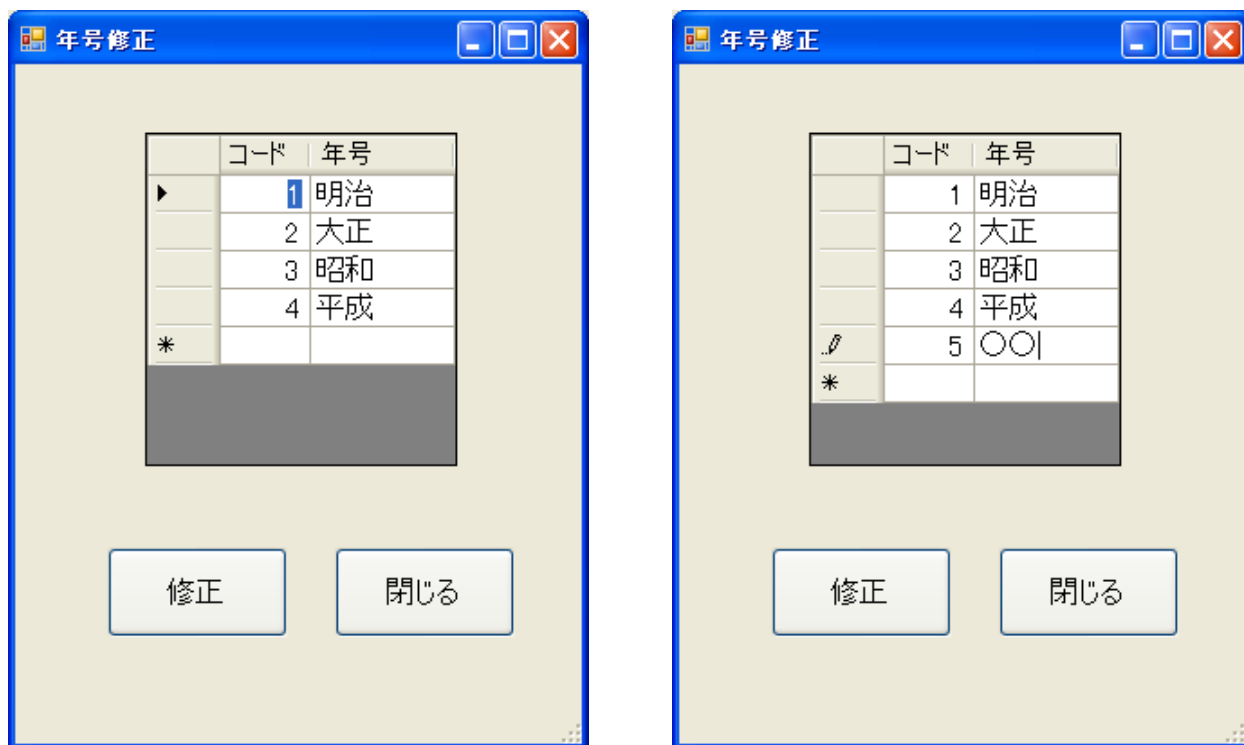 年号修正
コード 年号
1 明治
2 大正
3 昭和
4 平成
*
修正 閉じる
年号修正
コード 年号
1 明治
2 大正
3 昭和
4 平成
5 〇〇
*
修正 閉じる